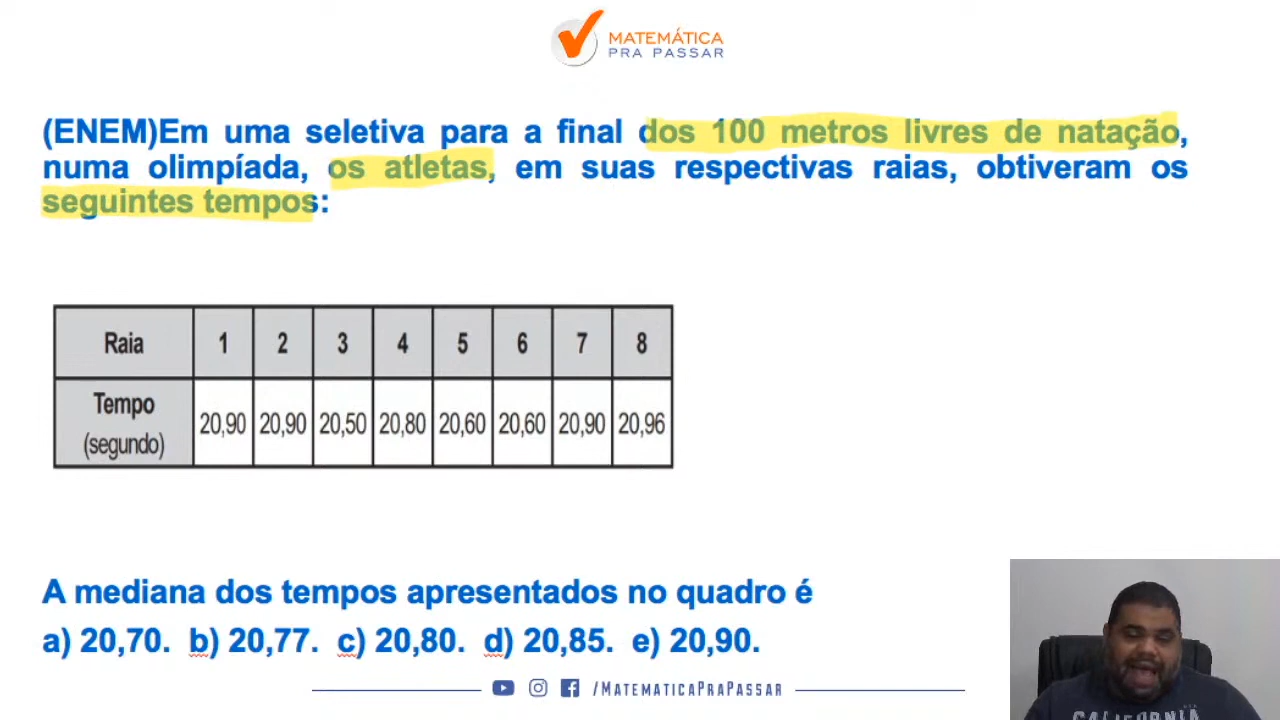 MATEMÁTICA
PRA PASSAR
(ENEM)Em uma seletiva para a final dos 100 metros livres de natação,
numa olimpíada, os atletas, em suas respectivas raias, obtiveram os
seguintes tempos:
Raia 1 2 3 4 5 6 7 8
Tempo
(segundo) 20,90 20,90 20,50 20,80 20,60 20,60 20,90 20,96
A mediana dos tempos apresentados no quadro é
a) 20,70. b) 20,77. c) 20,80. d) 20,85. e) 20,90.
/MATEMATICAPRAPASSAR
CALIFORNIA